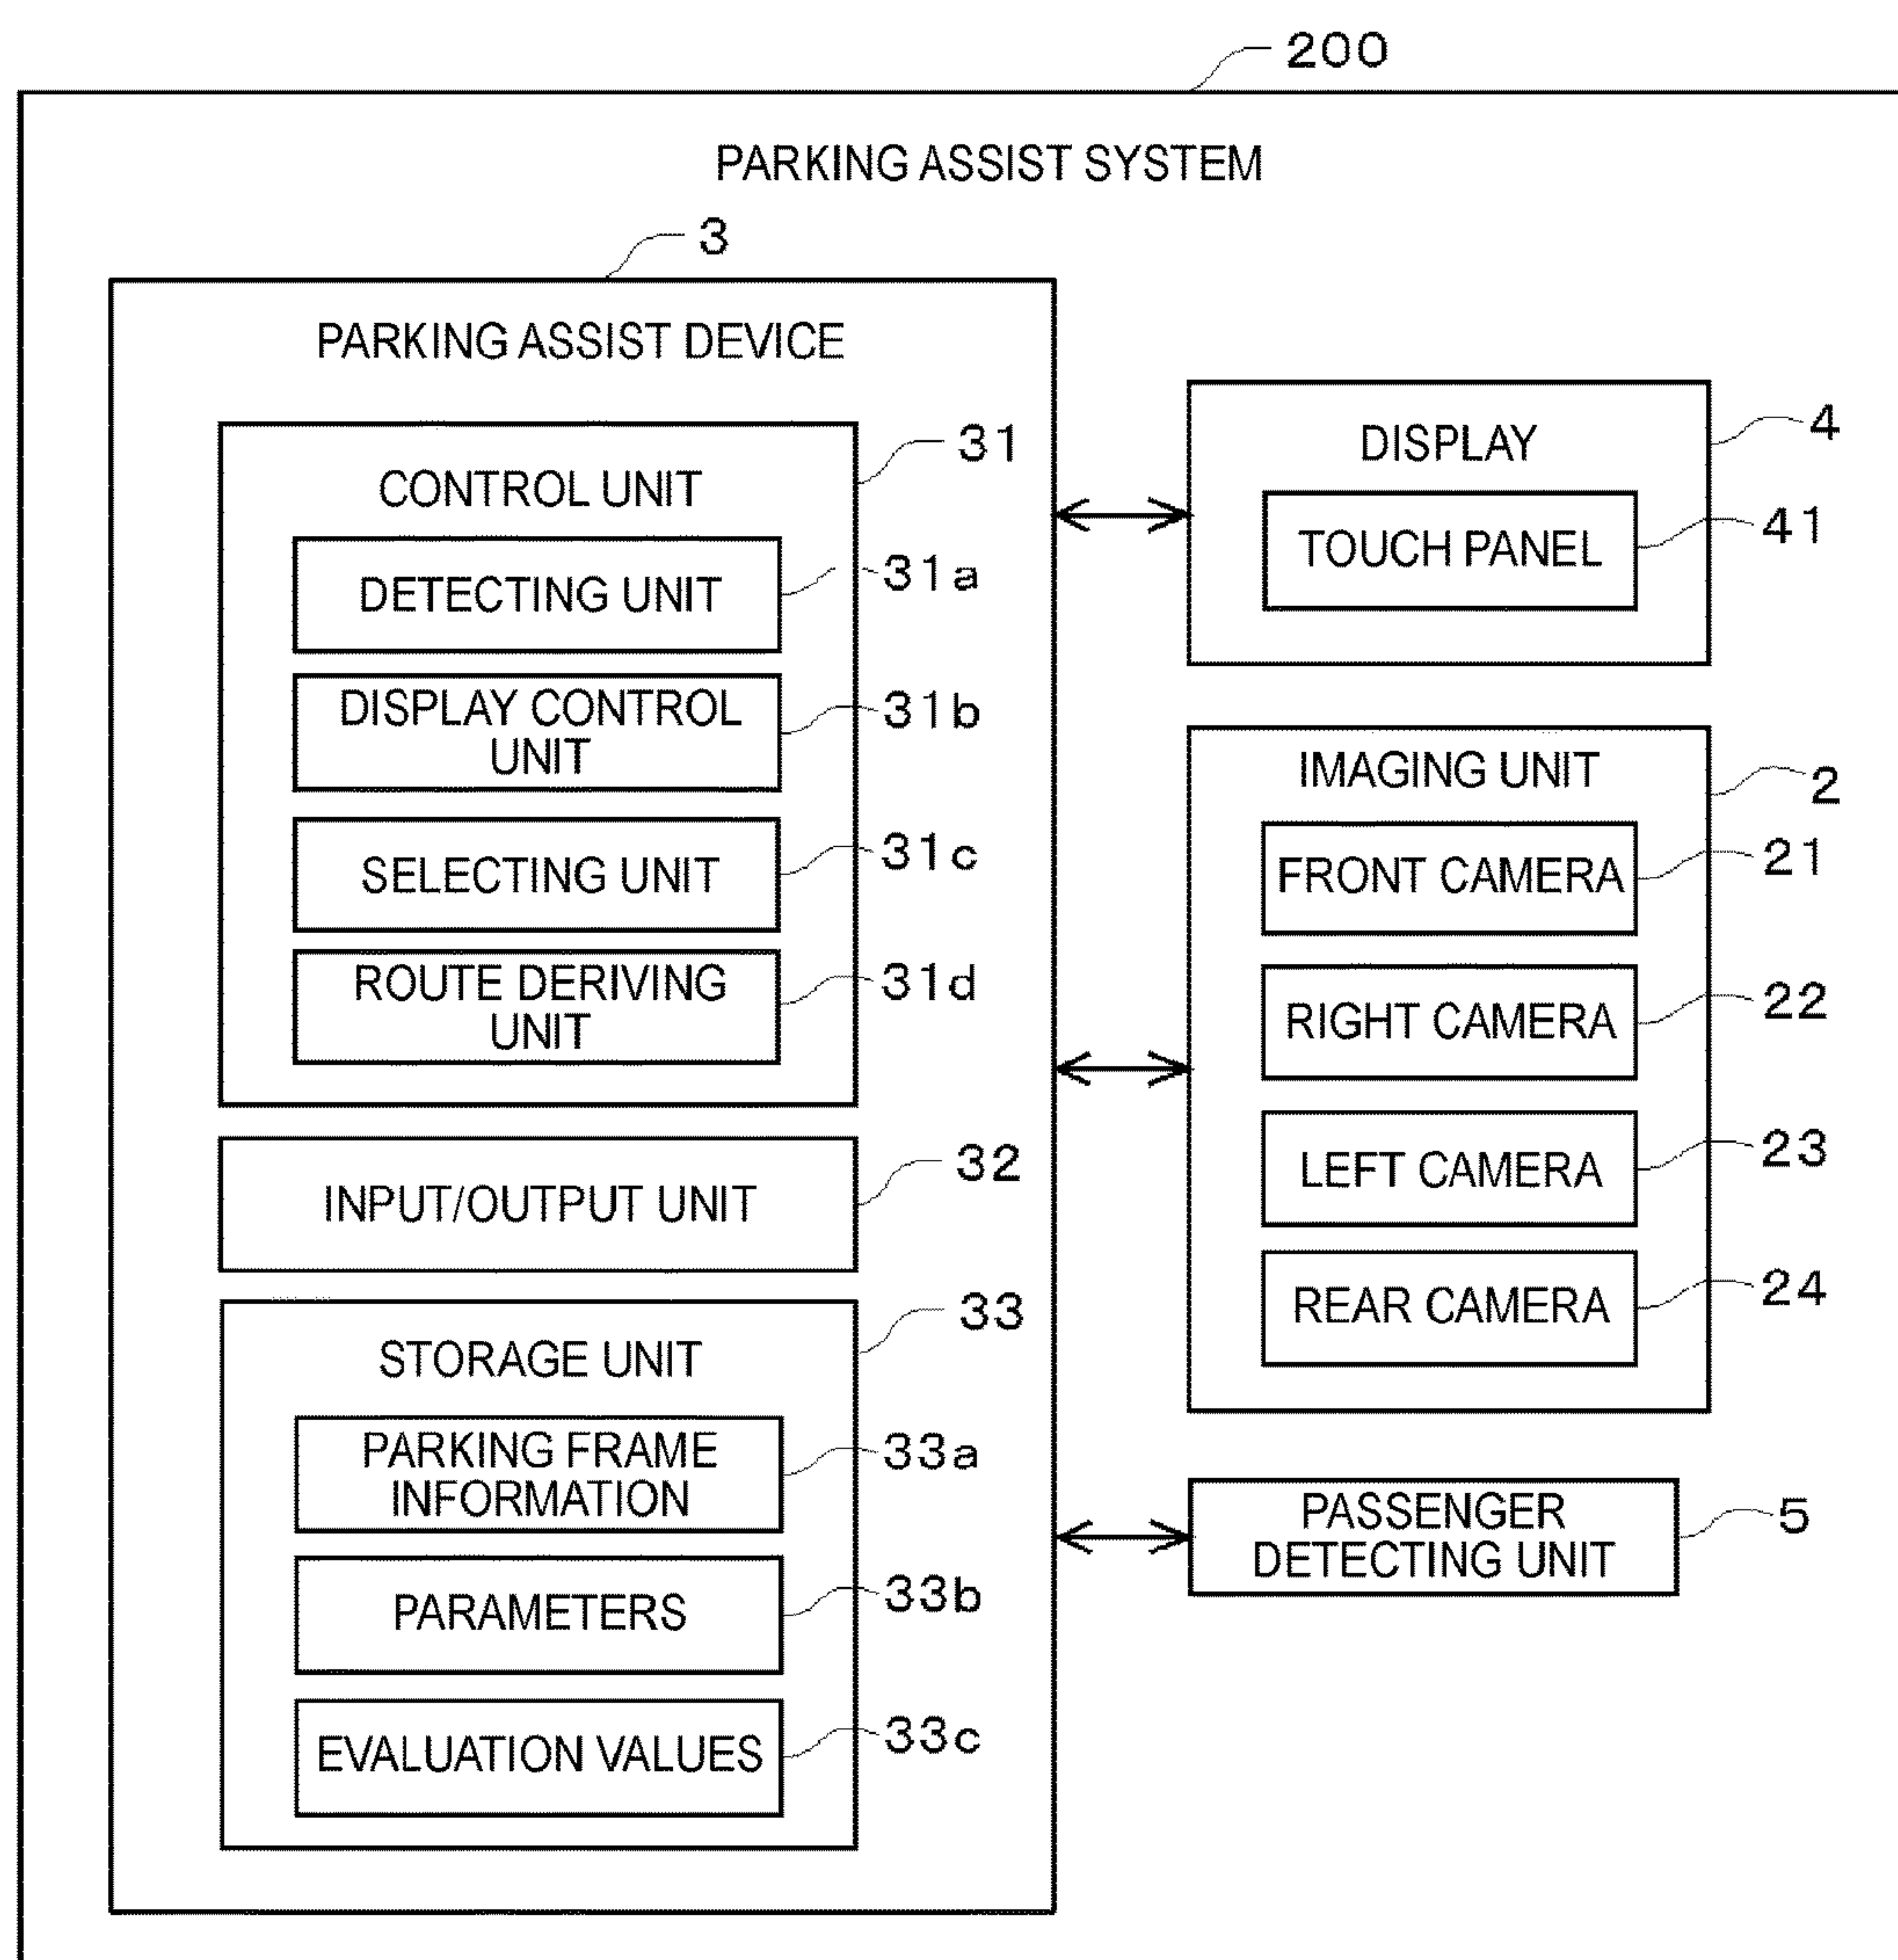 200
PARKING ASSIST SYSTEM
3
PARKING ASSIST DEVICE
31
CONTROL UNIT
DETECTING UNIT
31a
DISPLAY CONTROL
UNIT
31b
SELECTING UNIT
31c
ROUTE DERIVING
UNIT
31d
INPUT/OUTPUT UNIT
32
33
STORAGE UNIT
PARKING FRAME
INFORMATION
33a
PARAMETERS
33b
EVALUATION VALUES
33c
DISPLAY
4
TOUCH PANEL
41
IMAGING UNIT
2
FRONT CAMERA
21
RIGHT CAMERA
22
LEFT CAMERA
23
REAR CAMERA
24
PASSENGER
DETECTING UNIT
5